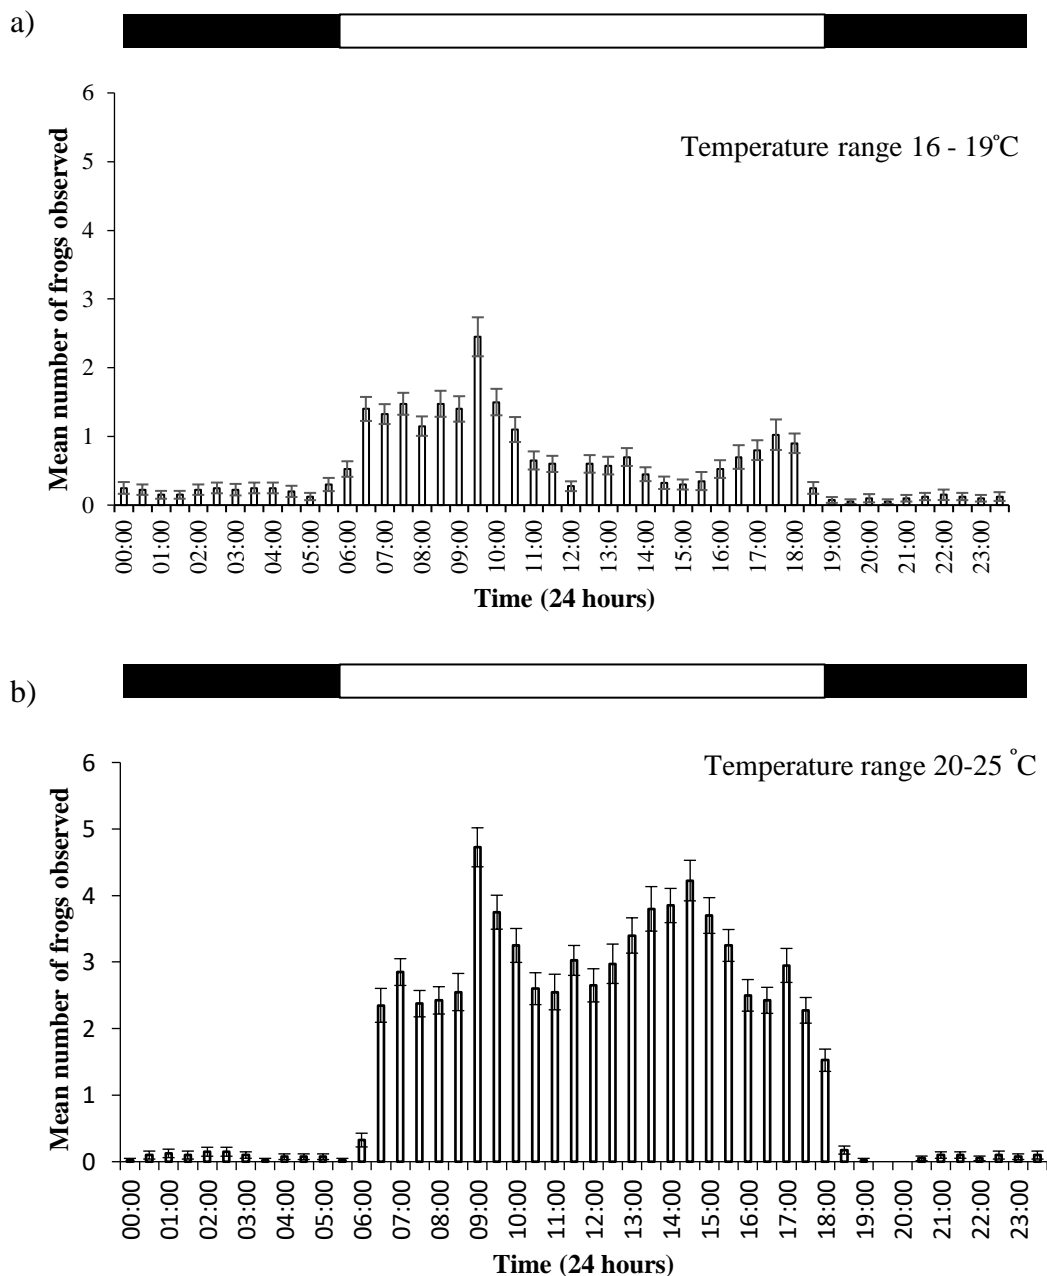 a)
Temperature range 16 - 19°C
Mean number of frogs observed
6
5
4
3
2
1
0
00:00 01:00 02:00 03:00 04:00 05:00 06:00 07:00 08:00 09:00 10:00 11:00 12:00 13:00 14:00 15:00 16:00 17:00 18:00 19:00 20:00 21:00 22:00 23:00
Time (24 hours)
b)
Temperature range 20-25 °C
Mean number of frogs observed
6
5
4
3
2
1
0
00:00 01:00 02:00 03:00 04:00 05:00 06:00 07:00 08:00 09:00 10:00 11:00 12:00 13:00 14:00 15:00 16:00 17:00 18:00 19:00 20:00 21:00 22:00 23:00
Time (24 hours)